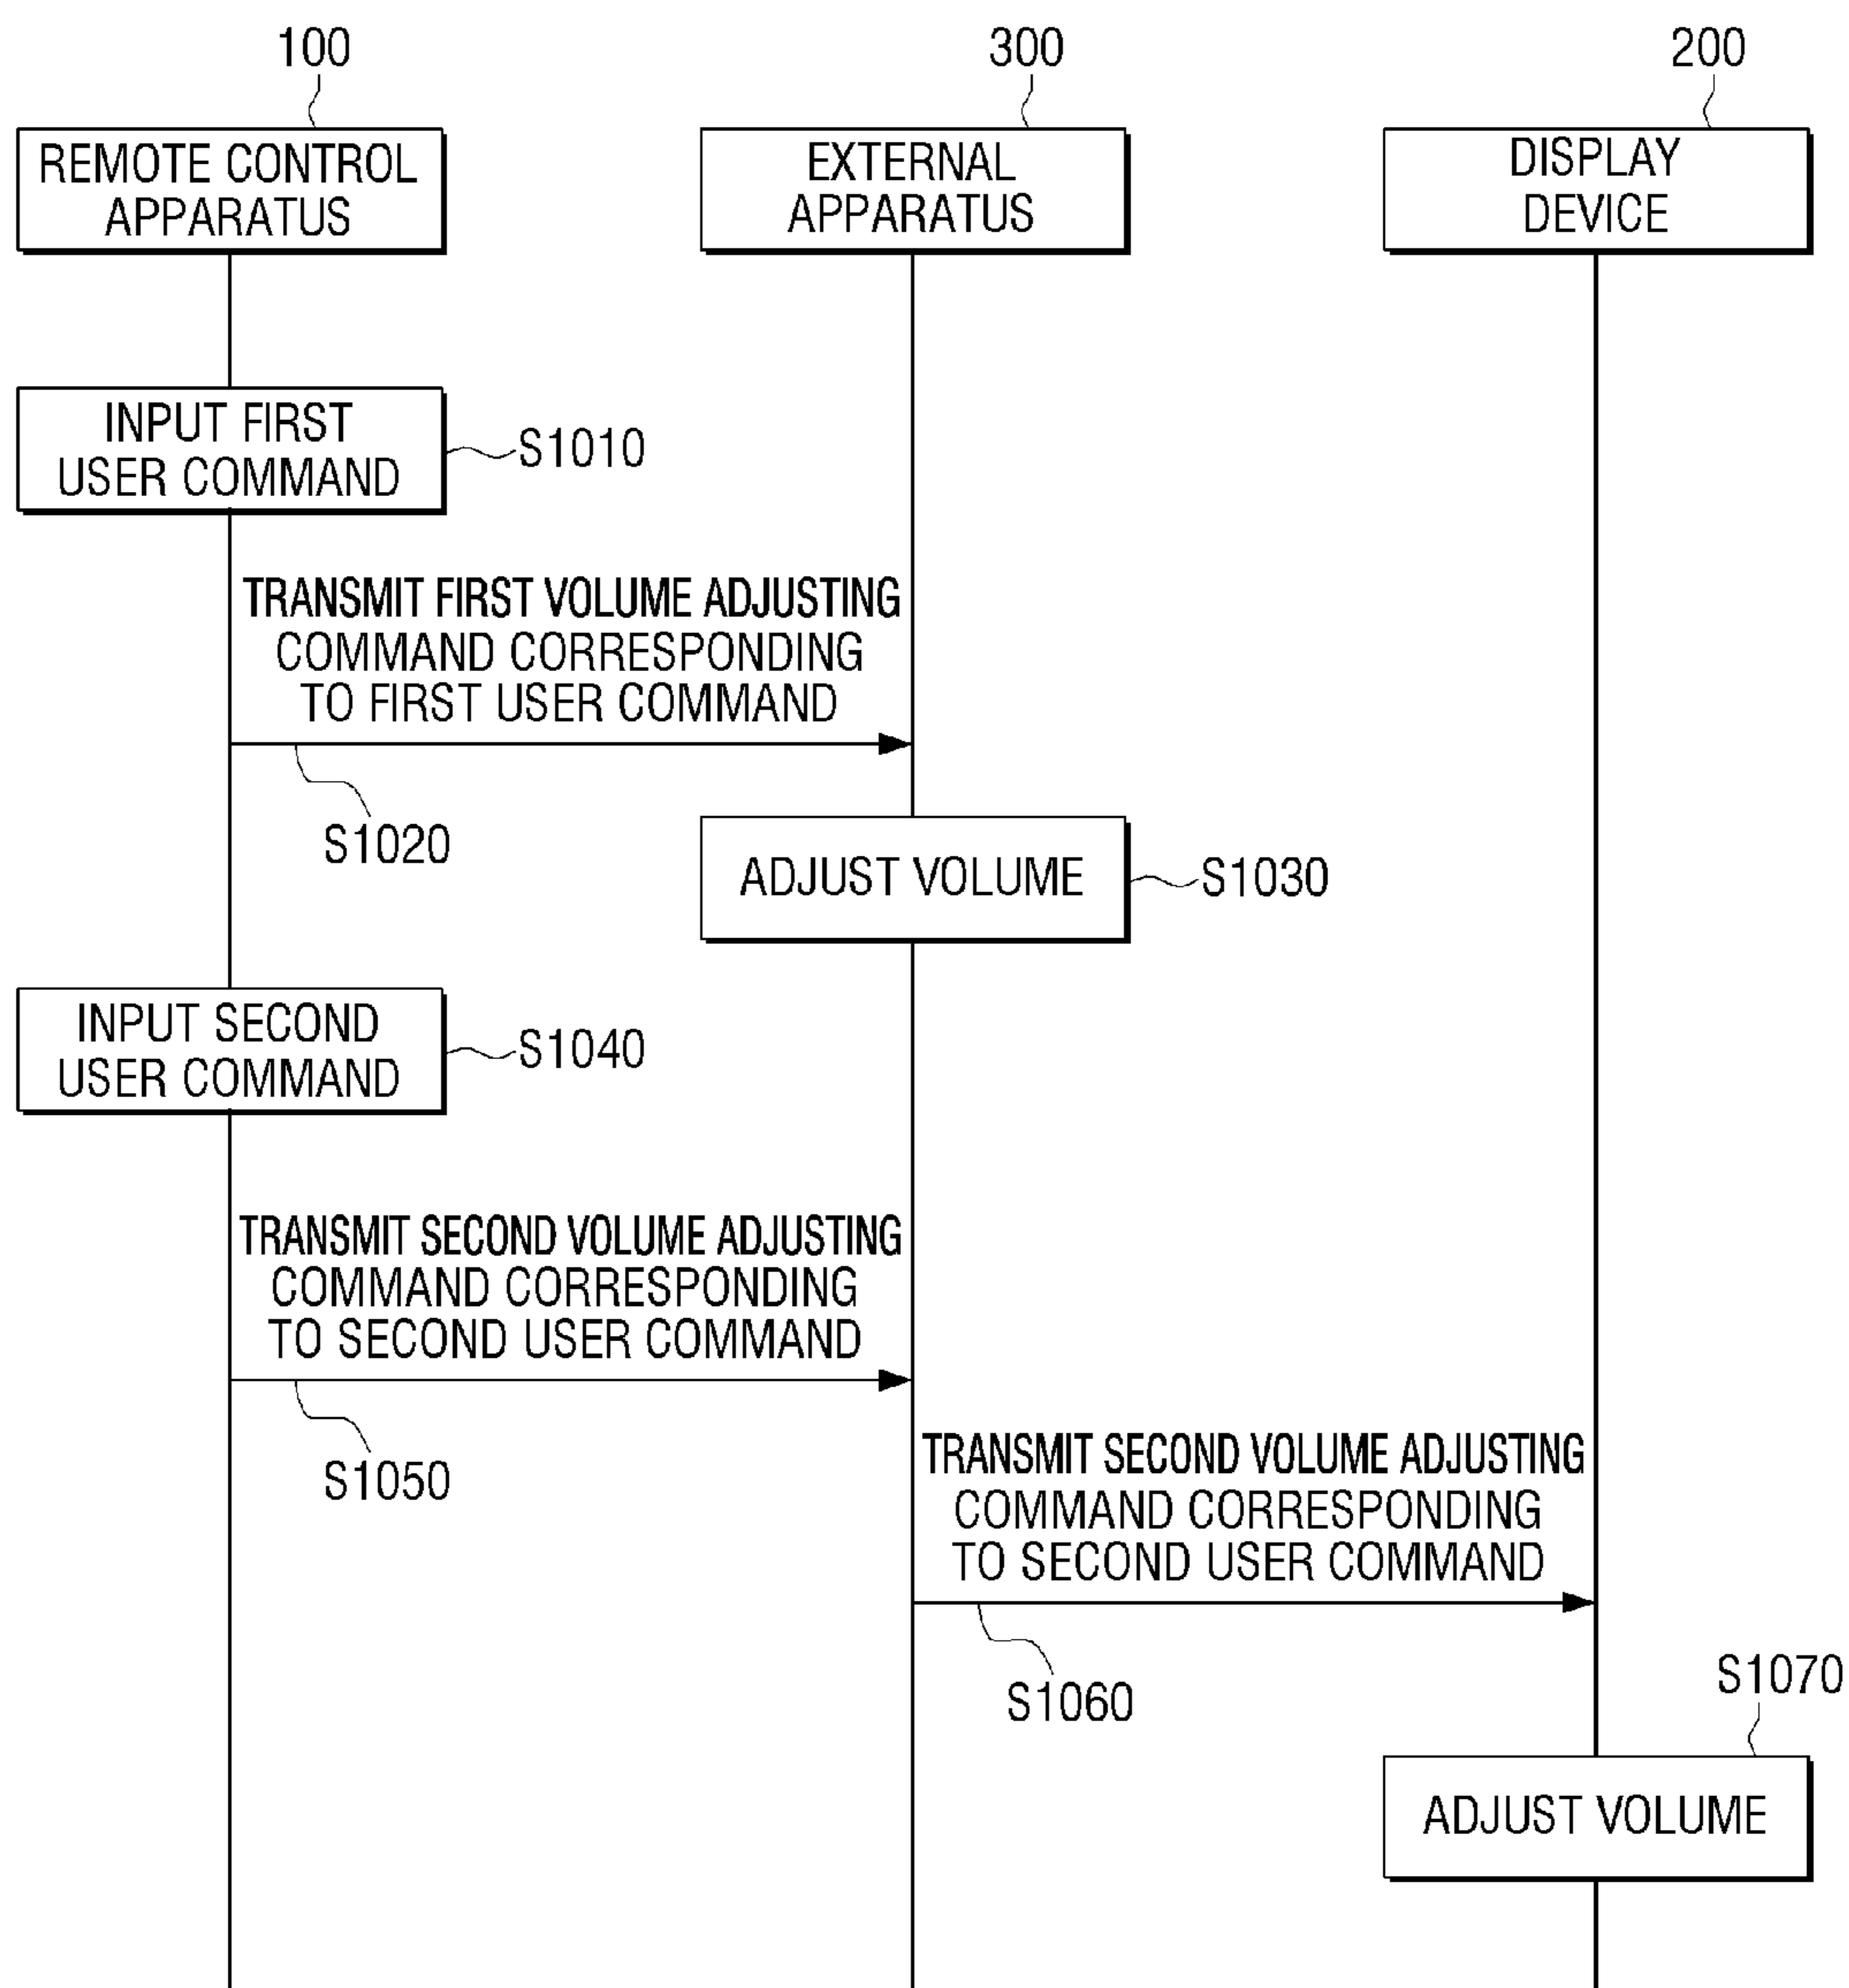 100
300
200
REMOTE CONTROL
APPARATUS
EXTERNAL
APPARATUS
DISPLAY
DEVICE
INPUT FIRST
USER COMMAND
S1010
TRANSMIT FIRST VOLUME ADJUSTING
COMMAND CORRESPONDING
TO FIRST USER COMMAND
S1020
ADJUST VOLUME
S1030
INPUT SECOND
USER COMMAND
S1040
TRANSMIT SECOND VOLUME ADJUSTING
COMMAND CORRESPONDING
TO SECOND USER COMMAND
S1050
TRANSMIT SECOND VOLUME ADJUSTING
COMMAND CORRESPONDING
TO SECOND USER COMMAND
S1060
S1070
ADJUST VOLUME